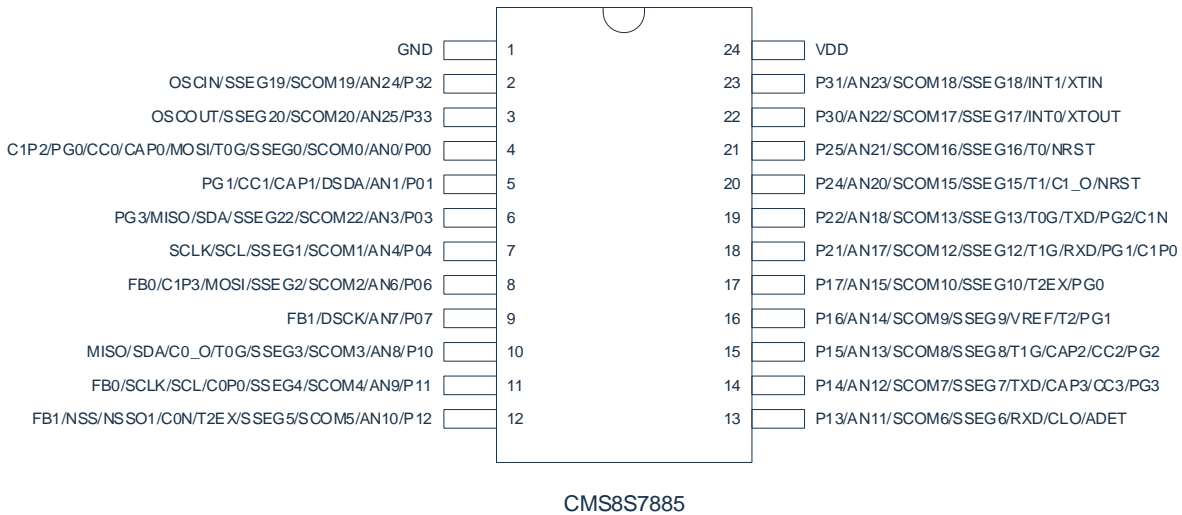 GND 1 24 VDD
OSCIN/SSEG19/SCOM19/AN24/P32 2 23 P31/AN23/SCOM18/SSEG18/INT1/XTIN
OSCOUT/SSEG20/SCOM20/AN25/P33 3 22 P30/AN22/SCOM17/SSEG17/INT0/XTOUT
C1P2/PG0/CC0/CAP0/MOSI/T0G/SSEG0/SCOM0/AN0/P00 4 21 P25/AN21/SCOM16/SSEG16/T0/NRST
PG1/CC1/CAP1/DSDA/AN1/P01 5 20 P24/AN20/SCOM15/SSEG15/T1/C1_O/NRST
PG3/MISO/SDA/SSEG22/SCOM22/AN3/P03 6 19 P22/AN18/SCOM13/SSEG13/T0G/TXD/PG2/C1N
SCLK/SCL/SSEG1/SCOM1/AN4/P04 7 18 P21/AN17/SCOM12/SSEG12/T1G/RXD/PG1/C1P0
FB0/C1P3/MOSI/SSEG2/SCOM2/AN6/P06 8 17 P17/AN15/SCOM10/SSEG10/T2EX/PG0
FB1/DSCK/AN7/P07 9 16 P16/AN14/SCOM9/SSEG9/VREF/T2/PG1
MISO/SDA/C0_O/T0G/SSEG3/SCOM3/AN8/P10 10 15 P15/AN13/SCOM8/SSEG8/T1G/CAP2/CC2/PG2
FB0/SCLK/SCL/C0P0/SSEG4/SCOM4/AN9/P11 11 14 P14/AN12/SCOM7/SSEG7/TXD/CAP3/CC3/PG3
FB1/NSS/NSSO1/C0N/T2EX/SSEG5/SCOM5/AN10/P12 12 13 P13/AN11/SCOM6/SSEG6/RXD/CLO/ADET
CMS8S7885